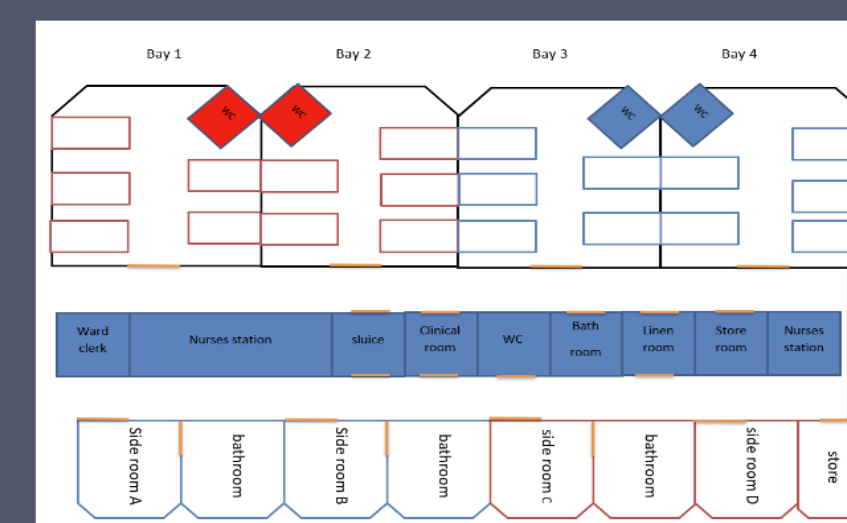 Bay 1
Bay 2
Bay 3
Bay 4
WC
WC
WC
WC
Ward
clerk
Nurses station
sluice
Clinical
room
WC
Bath
room
Linen
room
Store
room
Nurses
station
Side room A
bathroom
Side room B
bathroom
side room C
bathroom
side room D
store